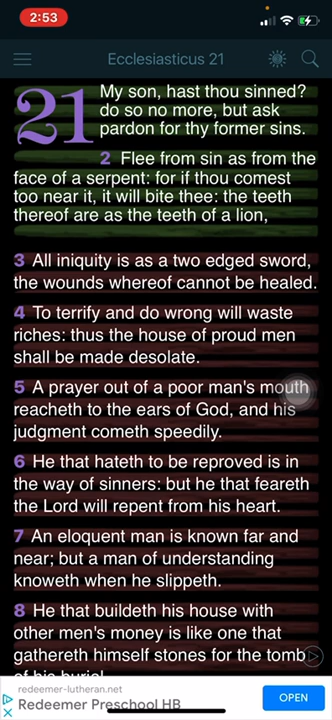 2:53
Ecclesiasticus 21
21 My son, hast thou sinned?
do so no more, but ask
pardon for thy former sins.
2 Flee from sin as from the
face of a serpent: for if thou comest
too near it, it will bite thee: the teeth
thereof are as the teeth of a lion,
3 All iniquity is as a two edged sword,
the wounds whereof cannot be healed.
4 To terrify and do wrong will waste
riches: thus the house of proud men
shall be made desolate.
5 A prayer out of a poor man's mouth
reacheth to the ears of God, and his
judgment cometh speedily.
6 He that hateth to be reproved is in
the way of sinners: but he that feareth
the Lord will repent from his heart.
7 An eloquent man is known far and
near; but a man of understanding
knoweth when he slippeth.
8 He that buildeth his house with
other men's money is like one that
gathereth himself stones for the tomb
of his burial.
redeemer-lutheran.net
Redeemer Preschool HB
OPEN